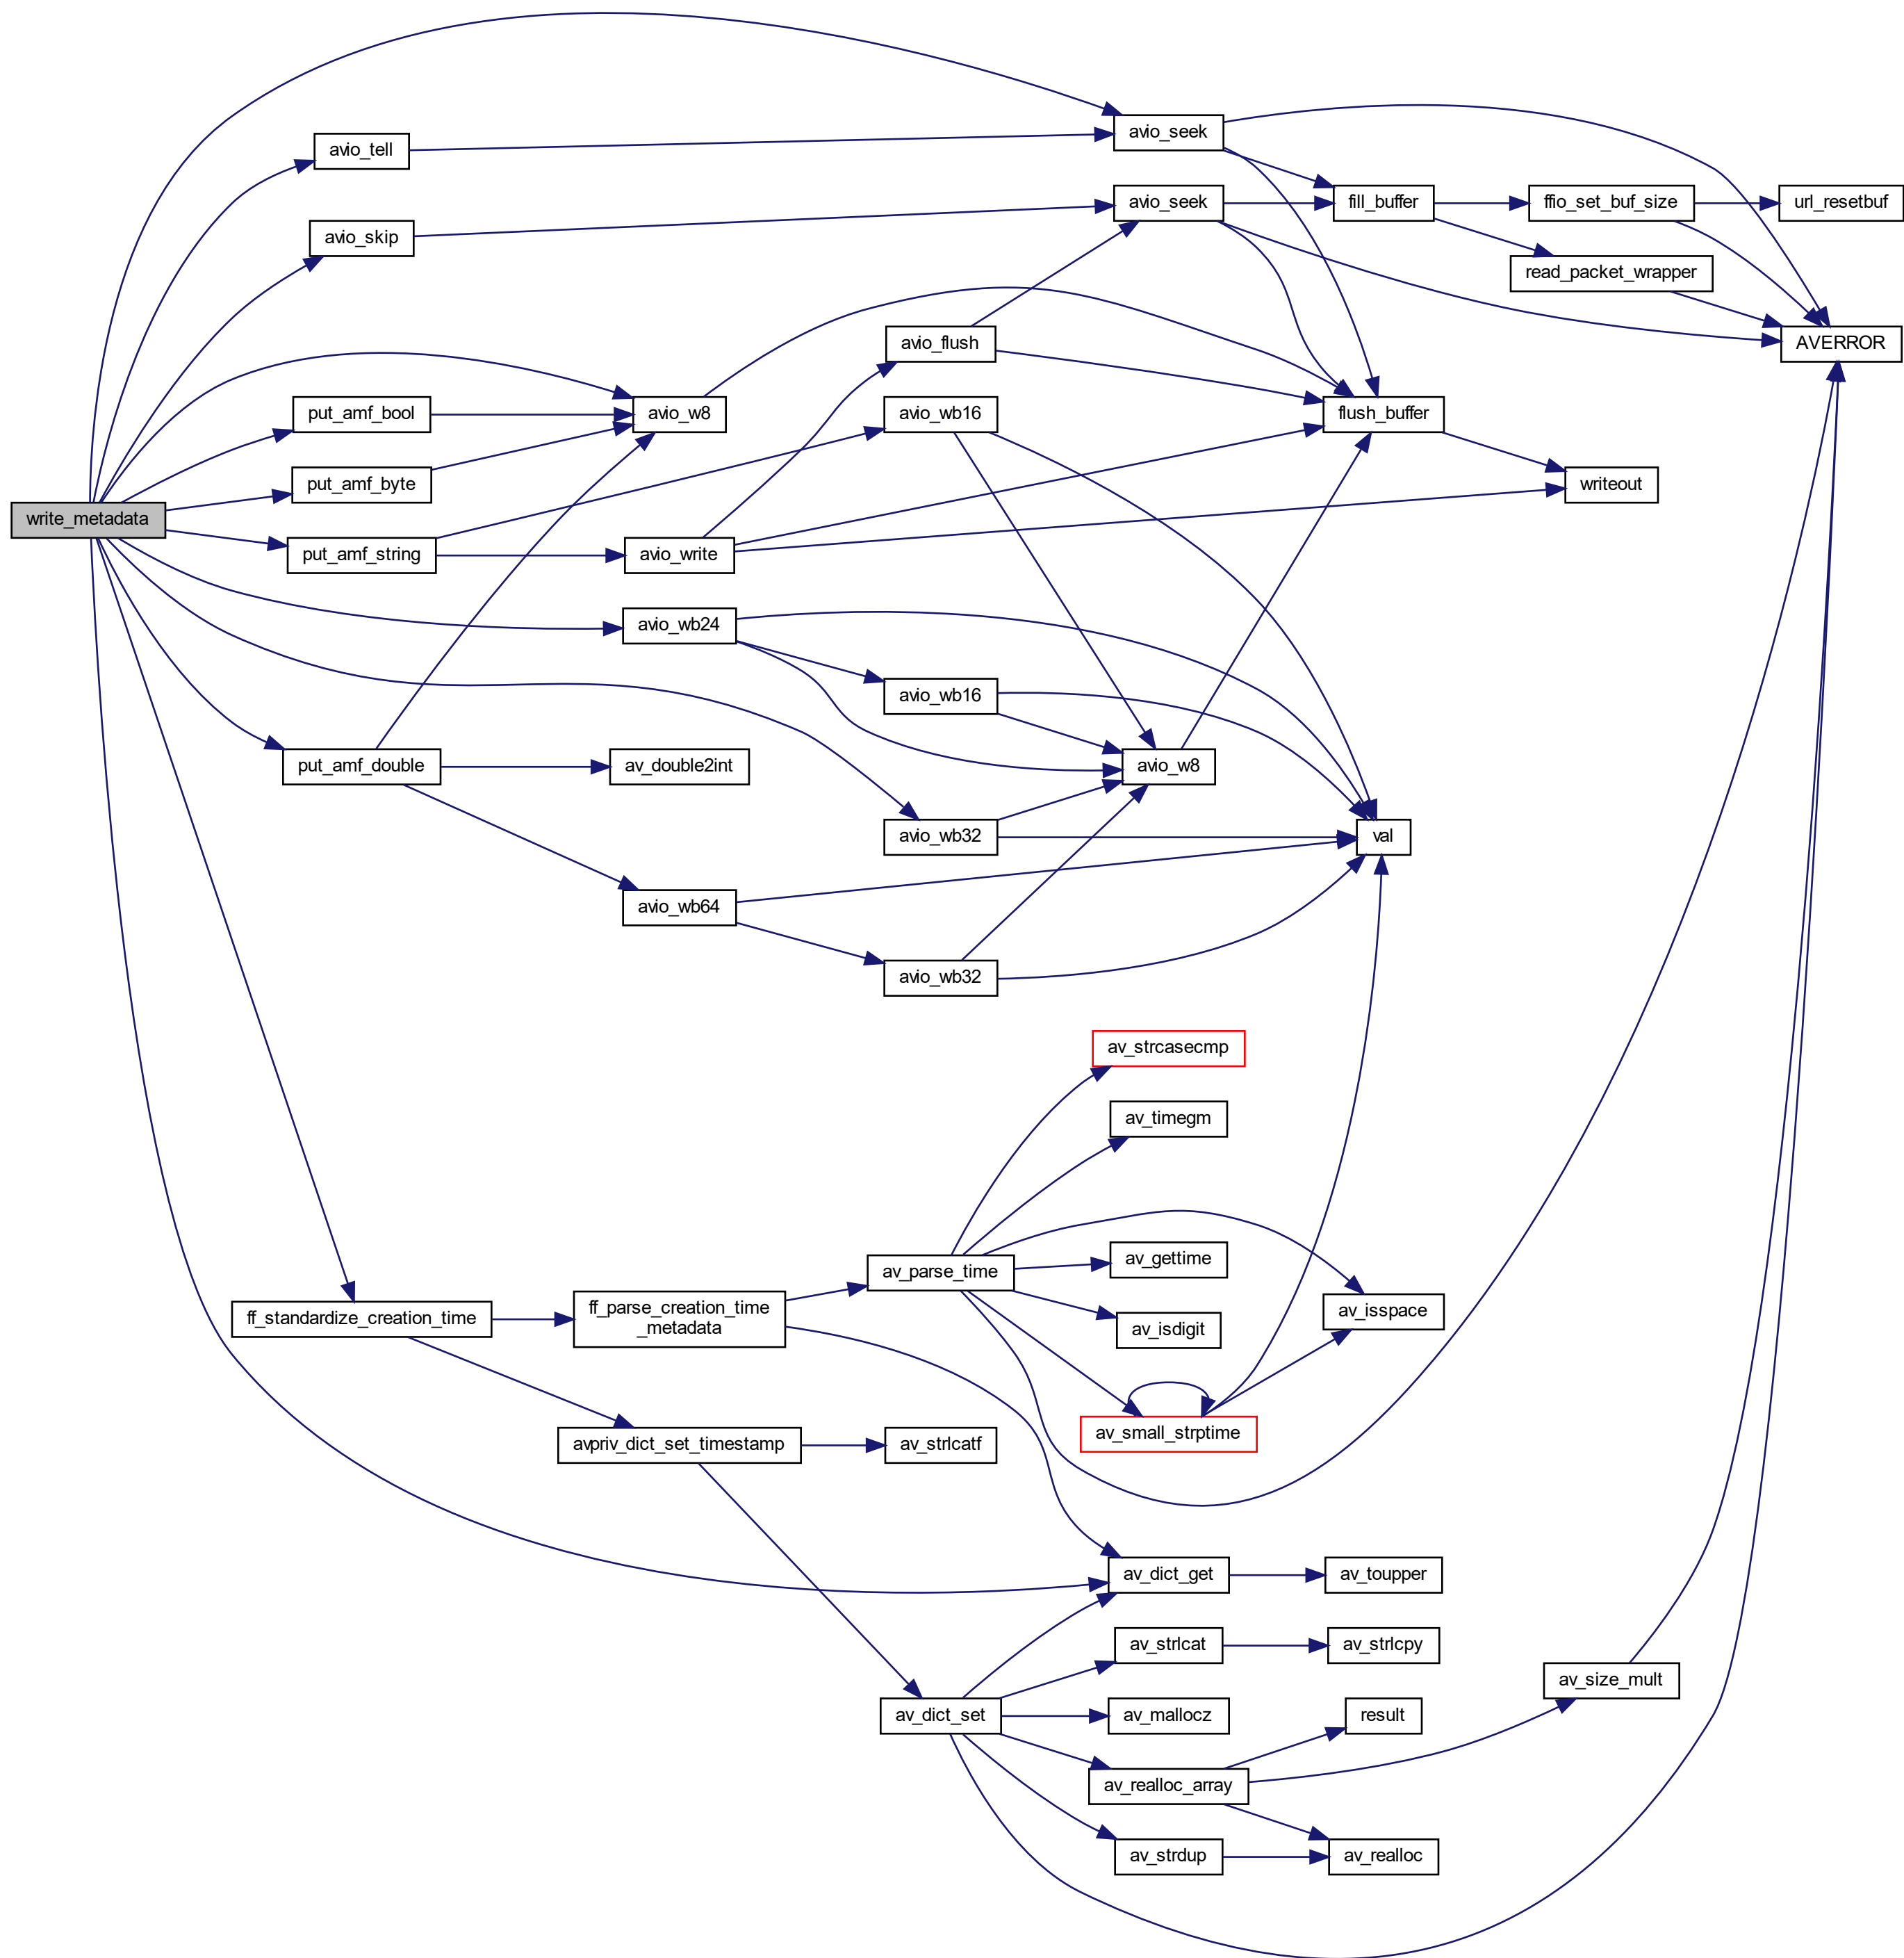 avio_seek
avio_tell
avio_seek
fill_buffer
ffio_set_buf_size
url_resetbuf
avio_skip
read_packet_wrapper
avio_flush
AVERROR
put_amf_bool
avio_w8
avio_wb16
flush_buffer
put_amf_byte
writeout
write_metadata
put_amf_string
avio_write
avio_wb24
avio_wb16
put_amf_double
av_double2int
avio_w8
avio_wb32
val
avio_wb64
avio_wb32
av_strcasecmp
av_timegm
av_parse_time
av_gettime
ff_standardize_creation_time
ff_parse_creation_time
_metadata
av_isdigit
av_isspace
avpriv_dict_set_timestamp
av_strlcatf
av_small_strptime
av_dict_get
av_toupper
av_strlcat
av_strlcpy
av_size_mult
av_dict_set
av_mallocz
result
av_realloc_array
av_strdup
av_realloc